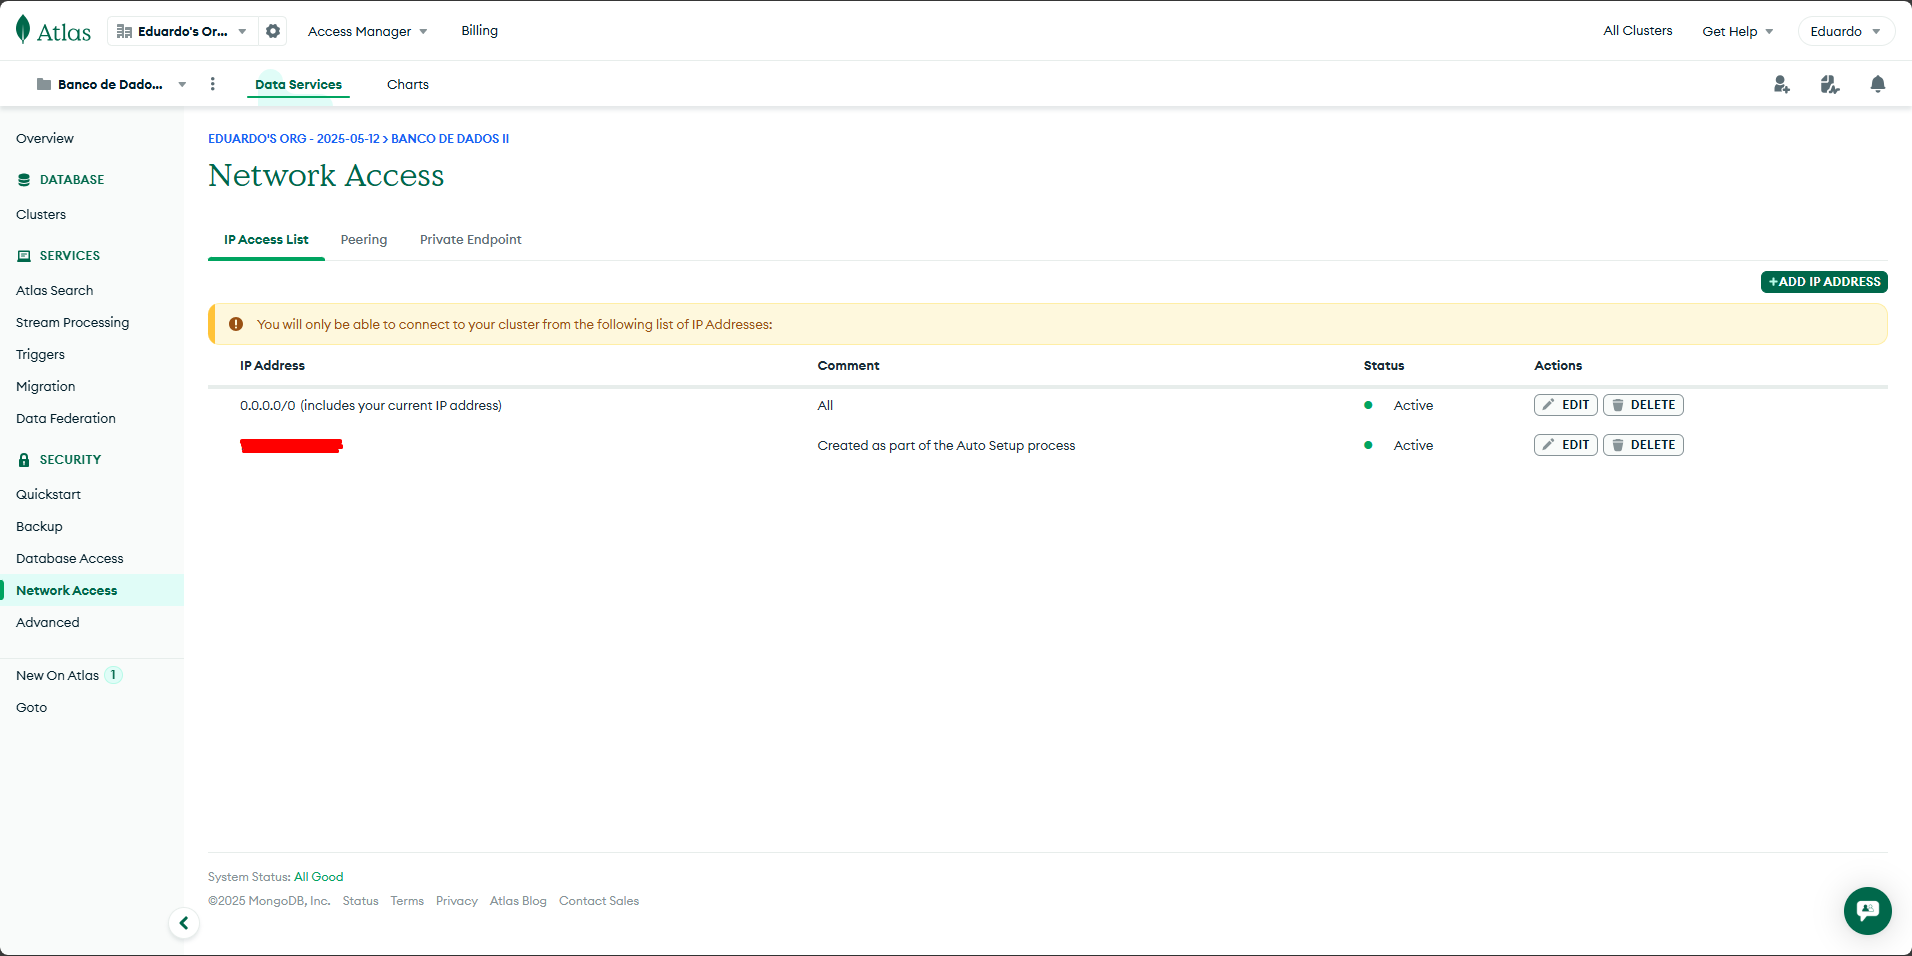 Atlas
Eduardo's Or...
Access Manager
Billing
All Clusters
Get Help
Eduardo
Banco de Dado...
Data Services
Charts
Overview
DATABASE
Clusters
SERVICES
Atlas Search
Stream Processing
Triggers
Migration
Data Federation
SECURITY
Quickstart
Backup
Database Access
Network Access
Advanced
New On Atlas 1
Goto
EDUARDO'S ORG - 2025-05-12 > BANCO DE DADOS II
Network Access
IP Access List
Peering
Private Endpoint
+ADD IP ADDRESS
You will only be able to connect to your cluster from the following list of IP Addresses:
IP Address Comment Status Actions
0.0.0.0/0 (includes your current IP address) All Active EDIT DELETE
Created as part of the Auto Setup process Active EDIT DELETE
System Status: All Good
©2025 MongoDB, Inc. Status Terms Privacy Atlas Blog Contact Sales